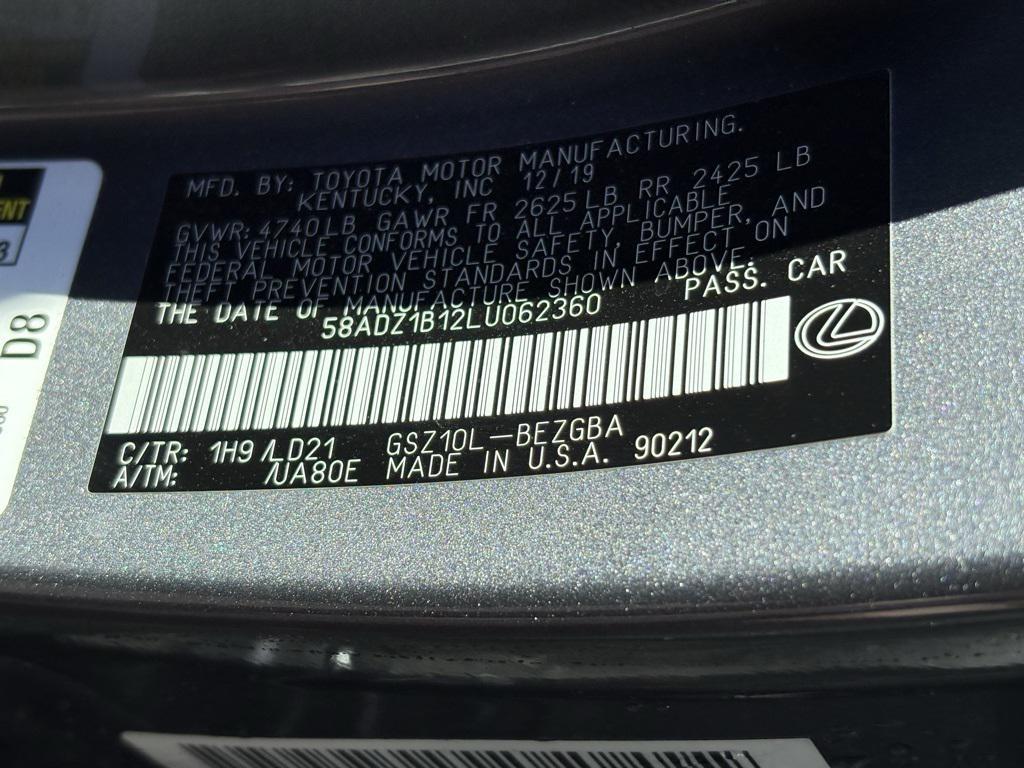 MFD. BY: TOYOTA MOTOR MANUFACTURING.
KENTUCKY, INC 12/19
GVWR: 4740LB GAWR FR 2625LB RR 2425 LB
THIS VEHICLE CONFORMS TO ALL APPLICABLE
FEDERAL MOTOR VEHICLE SAFETY, BUMPER, AND
THEFT PREVENTION STANDARDS IN EFFECT ON
THE DATE OF MANUFACTURE SHOWN ABOVE.
58ADZ1B12LU062360 PASS. CAR
C/TR: 1H9 /LD21 GSZ10L-BEZGBA
A/TM: /UA80E MADE IN U.S.A. 90212
D8